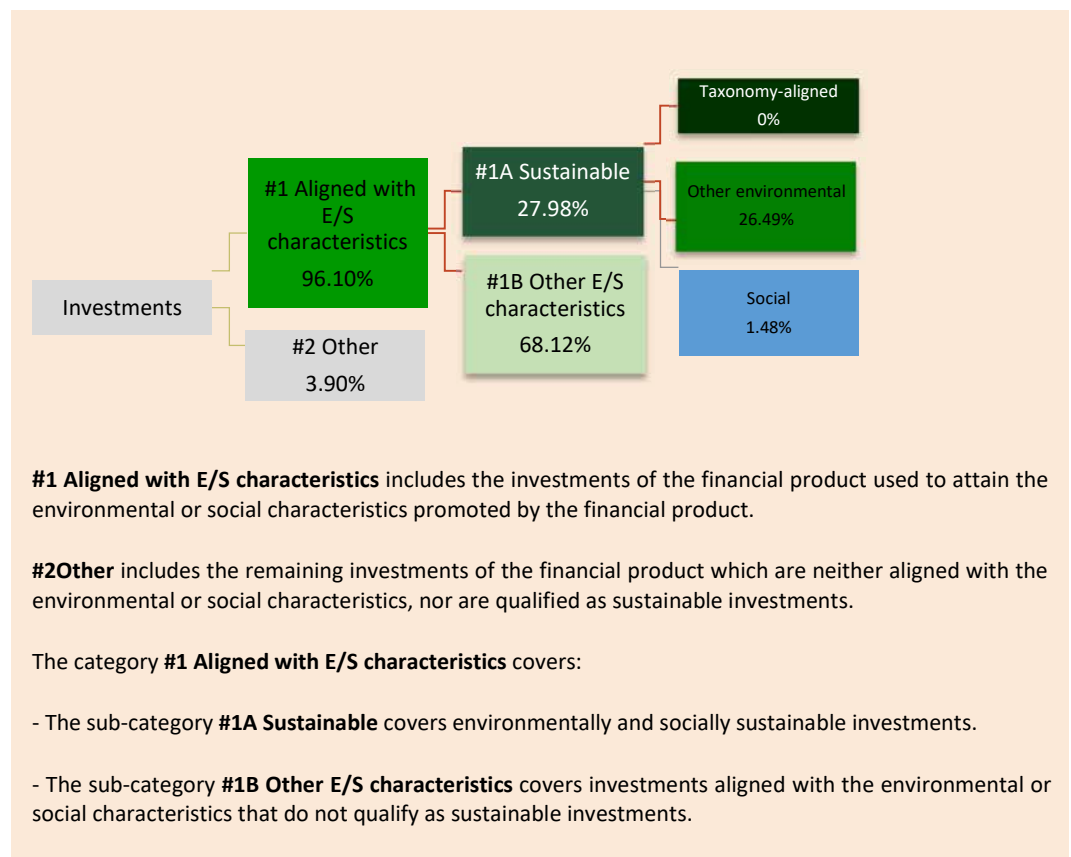 Investments
#1 Aligned with
E/S
characteristics
96.10%
#2 Other
3.90%
#1A Sustainable
27.98%
#1B Other E/S
characteristics
68.12%
Taxonomy-aligned
0%
Other environmental
26.49%
Social
1.48%
#1 Aligned with E/S characteristics includes the investments of the financial product used to attain the
environmental or social characteristics promoted by the financial product.
#2Other includes the remaining investments of the financial product which are neither aligned with the
environmental or social characteristics, nor are qualified as sustainable investments.
The category #1 Aligned with E/S characteristics covers:
- The sub-category #1A Sustainable covers environmentally and socially sustainable investments.
- The sub-category #1B Other E/S characteristics covers investments aligned with the environmental or
social characteristics that do not qualify as sustainable investments.